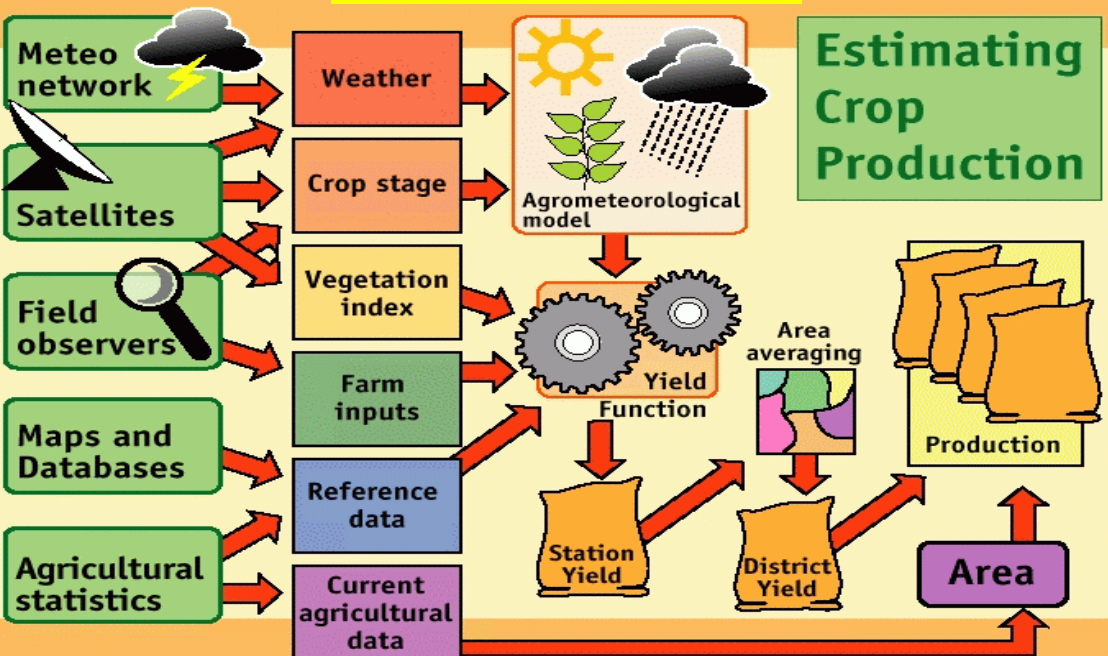 Meteo
network
Satellites
Field
observers
Maps and
Databases
Agricultural
statistics
Weather
Crop stage
Vegetation
index
Farm
inputs
Reference
data
Current
agricultural
data
Agrometeorological
model
Yield
Function
Station
Yield
Area
averaging
District
Yield
Estimating
Crop
Production
Production
Area